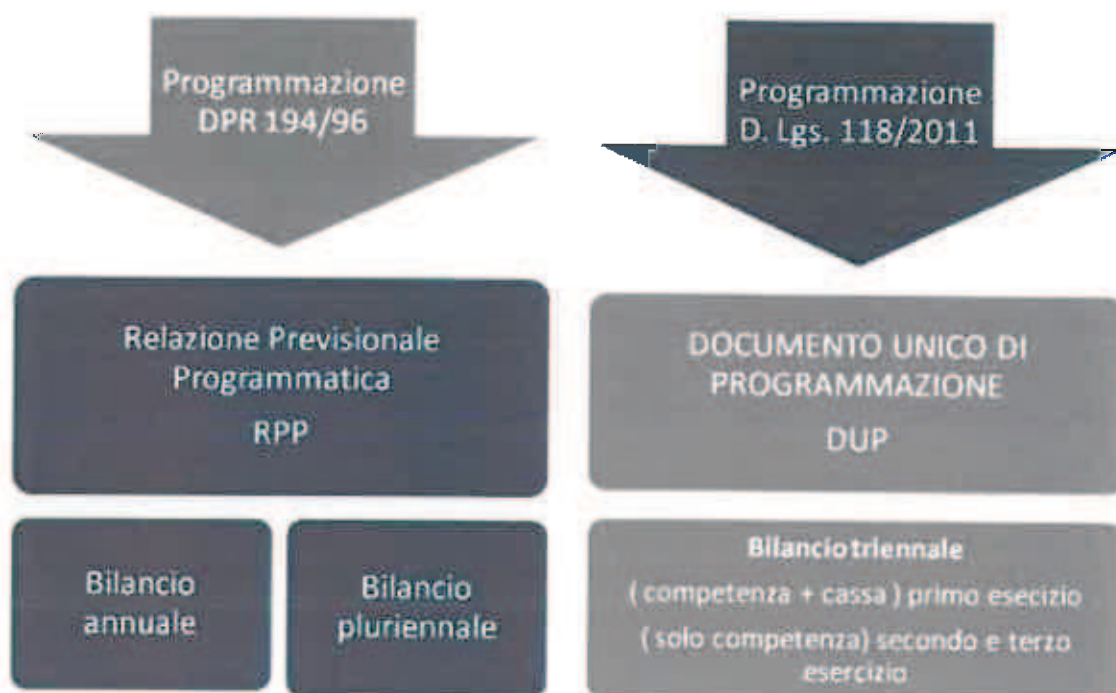 Programmazione
DPR 194/96
Relazione Previsionale
Programmatica
RPP
Bilancio
annuale
Bilancio
pluriennale
Programmazione
D. Lgs. 118/2011
DOCUMENTO UNICO DI
PROGRAMMAZIONE
DUP
Bilancio triennale
( competenza + cassa ) primo esecizio
( solo competenza) secondo e terzo
esercizio